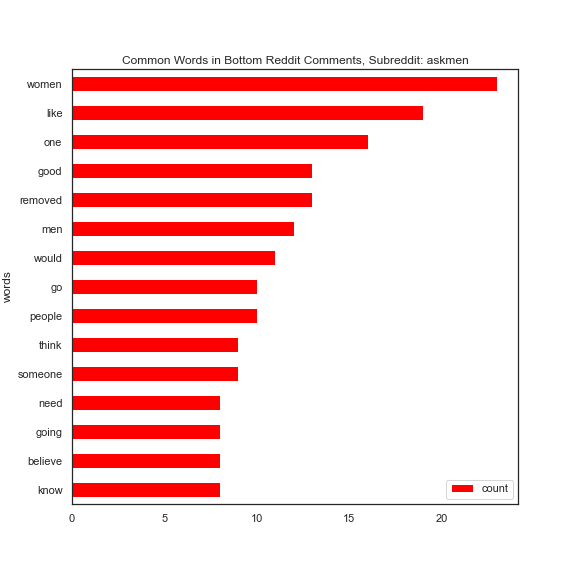 Common Words in Bottom Reddit Comments, Subreddit: askmen
women
like
one
good
removed
men
would
go
people
think
someone
need
going
believe
know
words
count
0 5 10 15 20